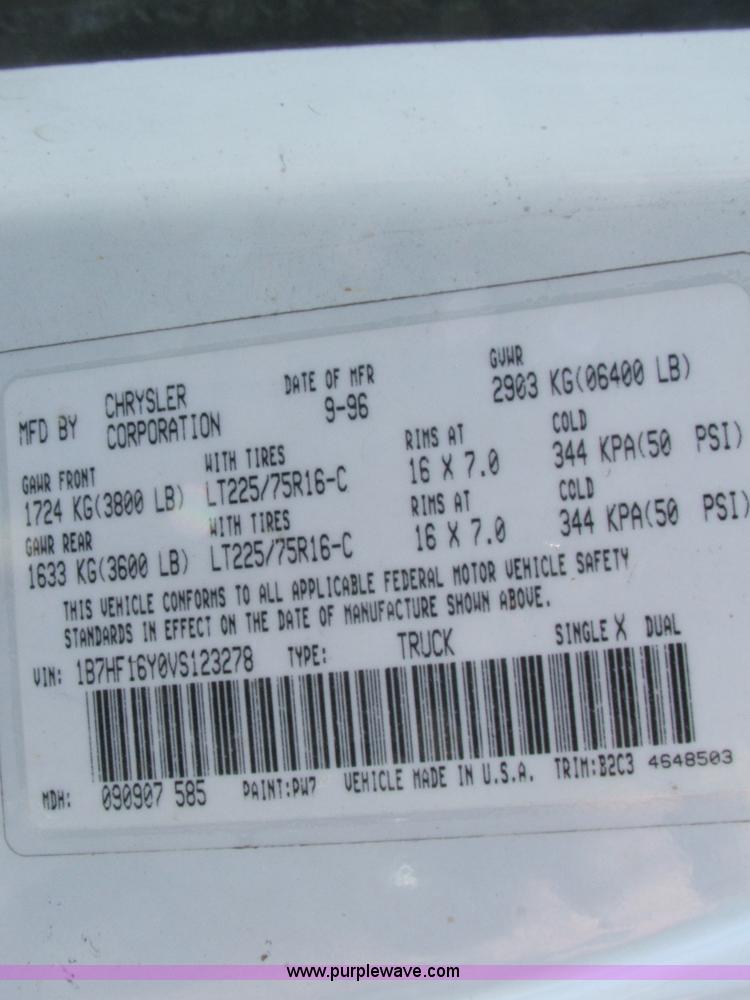 MFD BY CHRYSLER CORPORATION DATE OF MFR 9-96 GVWR 2903 KG(06400 LB)
GAWR FRONT WITH TIRES RIMS AT COLD
1724 KG(3800 LB) LT225/75R16-C 16 X 7.0 344 KPA(50 PSI)
GAWR REAR WITH TIRES RIMS AT COLD
1633 KG(3600 LB) LT225/75R16-C 16 X 7.0 344 KPA(50 PSI)
THIS VEHICLE CONFORMS TO ALL APPLICABLE FEDERAL MOTOR VEHICLE SAFETY
STANDARDS IN EFFECT ON THE DATE OF MANUFACTURE SHOWN ABOVE.
VIN: 1B7HF16Y0VS123278 TYPE: TRUCK SINGLE X DUAL
MDH: 090907 585 PAINT:PW7 VEHICLE MADE IN U.S.A. TRIM:B2C3 4648503
www.purplewave.com